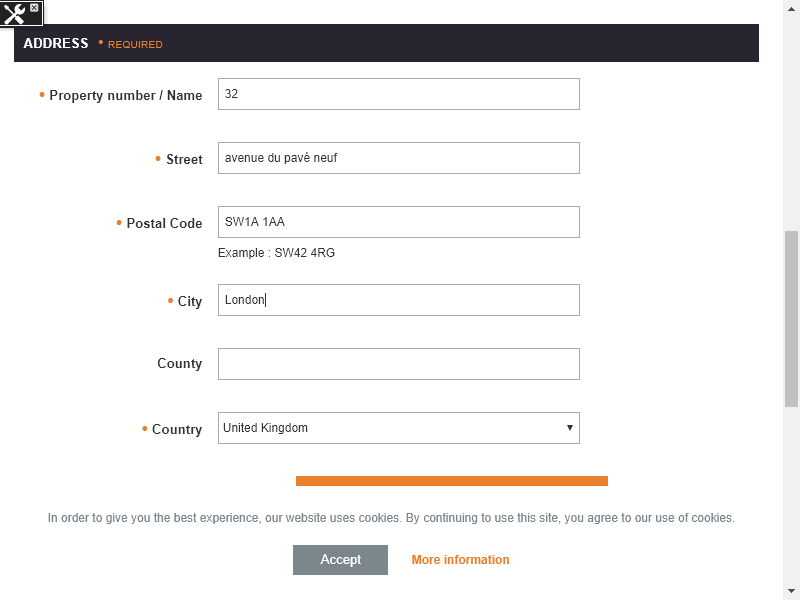 ADDRESS • REQUIRED
• Property number / Name 32
• Street avenue du pavé neuf
• Postal Code SW1A 1AA
Example : SW42 4RG
• City London
County
• Country United Kingdom
In order to give you the best experience, our website uses cookies. By continuing to use this site, you agree to our use of cookies.
Accept More information